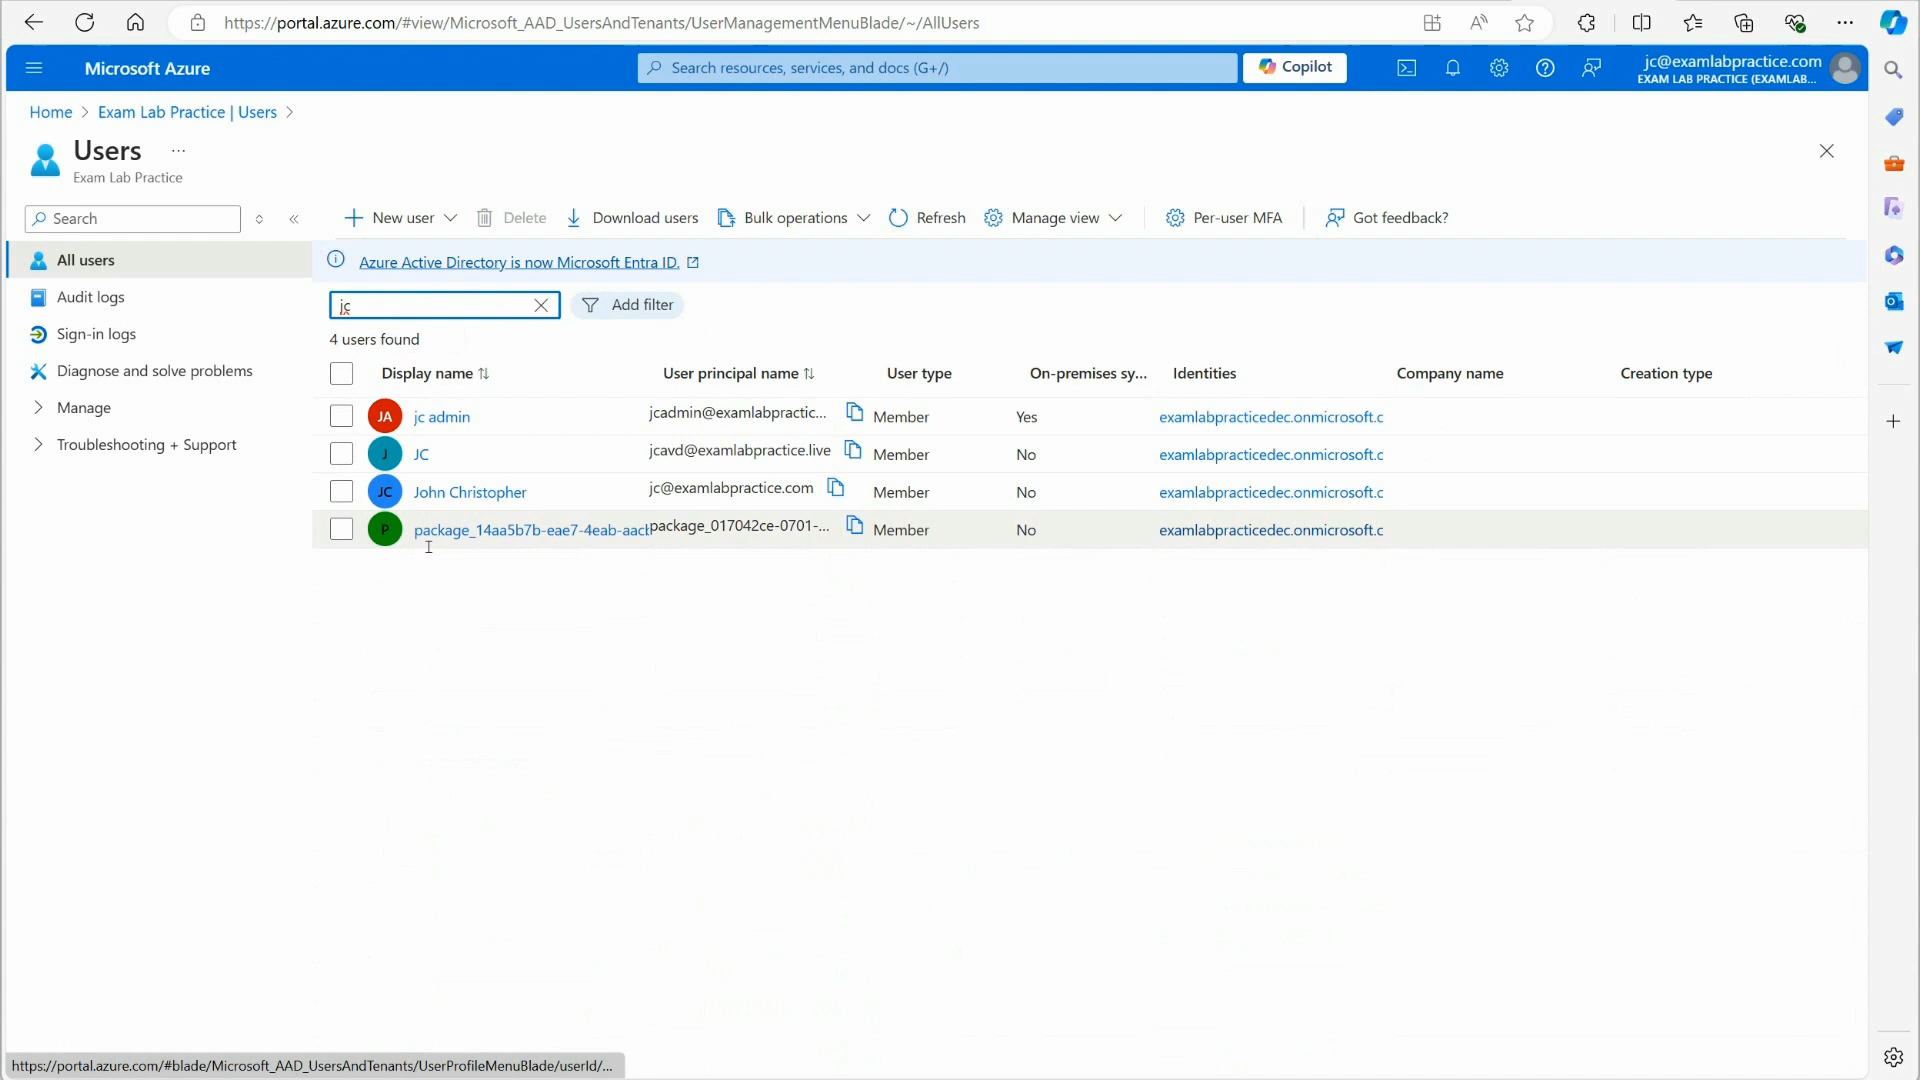 https://portal.azure.com/#view/Microsoft_AAD_UsersAndTenants/UserManagementMenuBlade/~/AllUsers
Microsoft Azure
Search resources, services, and docs (G+/)
Copilot
jc@examlabpractice.com
EXAM LAB PRACTICE (EXAMLAB...
Home > Exam Lab Practice | Users >
Users ...
Exam Lab Practice
Search
New user
Delete
Download users
Bulk operations
Refresh
Manage view
Per-user MFA
Got feedback?
All users
Audit logs
Sign-in logs
Diagnose and solve problems
Manage
Troubleshooting + Support
Azure Active Directory is now Microsoft Entra ID.
jc
Add filter
4 users found
Display name User principal name User type On-premises sy... Identities Company name Creation type
JA jc admin jcadmin@examlabpractic... Member Yes examlabpracticedec.onmicrosoft.c
J JC jcavd@examlabpractice.live Member No examlabpracticedec.onmicrosoft.c
JC John Christopher jc@examlabpractice.com Member No examlabpracticedec.onmicrosoft.c
P package_14aa5b7b-eae7-4eab-aac package_017042ce-0701-... Member No examlabpracticedec.onmicrosoft.c
https://portal.azure.com/#blade/Microsoft_AAD_UsersAndTenants/UserProfileMenuBlade/userId/...